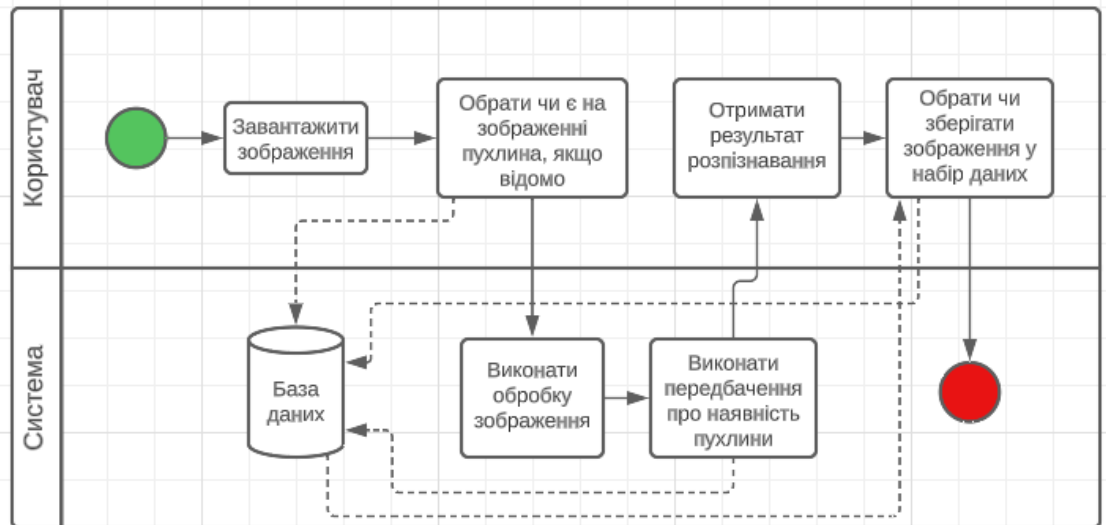 Користувач
Завантажити
зображення
Обрати чи є на
зображенні
пухлина, якщо
відомо
Отримати
результат
розпізнавання
Обрати чи
зберігати
зображення у
набір даних
Система
База
даних
Виконати
обробку
зображення
Виконати
передбачення
про наявність
пухлини